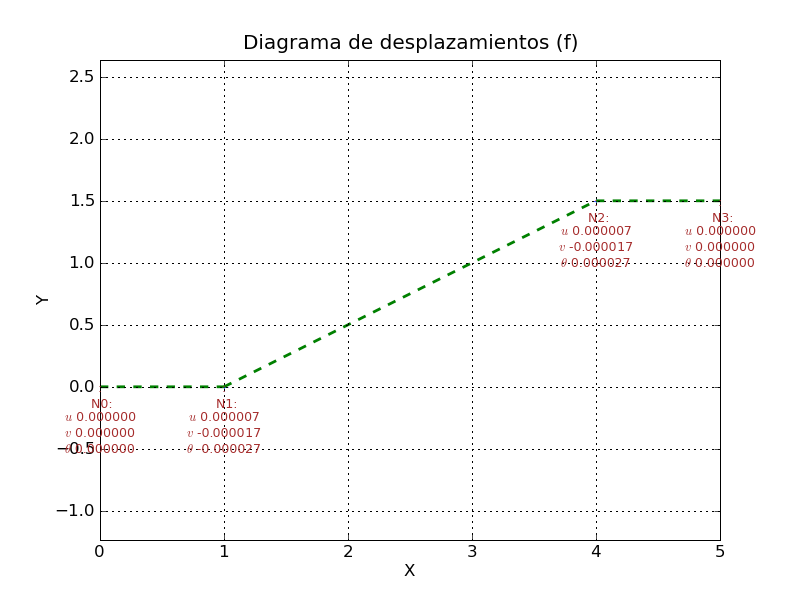 Diagrama de desplazamientos (f)
2.5
2.0
1.5
N2: N3:
u 0.000007 u 0.000000
v -0.000017 v 0.000000
1.0
θ 0.000027 θ 0.000000
Y
0.5
0.0
N0: N1:
u 0.000000 u 0.000007
v 0.000000 v -0.000017
−0.5
θ 0.000000 θ -0.000027
−1.0
0 1 2 3 4 5
X